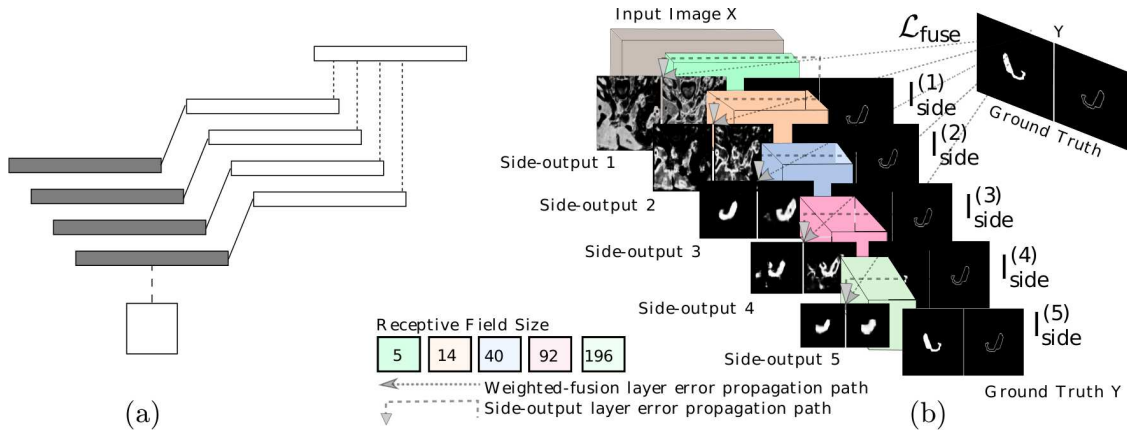 Input Image X
ℒfuse
Y
Ground Truth
l(1)side
l(2)side
l(3)side
l(4)side
l(5)side
Side-output 1
Side-output 2
Side-output 3
Side-output 4
Side-output 5
Ground Truth Y
Receptive Field Size
5 14 40 92 196
Weighted-fusion layer error propagation path
Side-output layer error propagation path
(a)
(b)